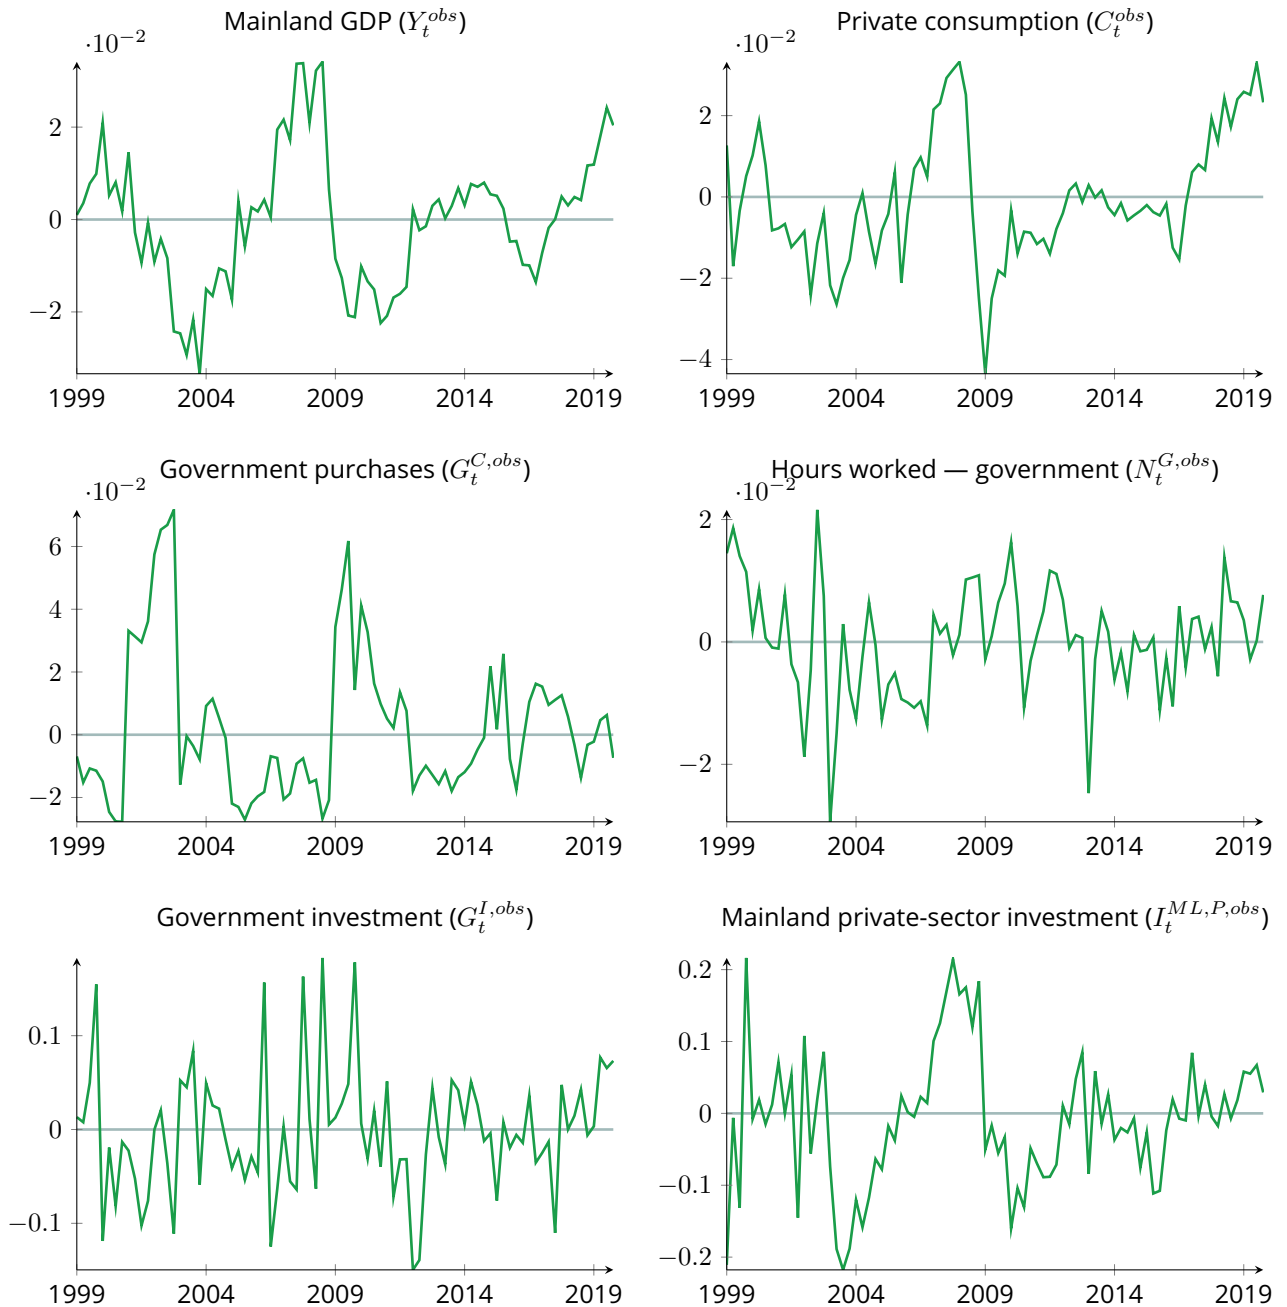 Mainland GDP (Y_t^{obs})
·10^{−2}
2
0
−2
1999 2004 2009 2014 2019
Private consumption (C_t^{obs})
·10^{−2}
2
0
−2
−4
1999 2004 2009 2014 2019
Government purchases (G_t^{C,obs})
·10^{−2}
6
4
2
0
−2
1999 2004 2009 2014 2019
Hours worked — government (N_t^{G,obs})
·10^{−2}
2
0
−2
1999 2004 2009 2014 2019
Government investment (G_t^{I,obs})
0.1
0
−0.1
1999 2004 2009 2014 2019
Mainland private-sector investment (I_t^{ML,P,obs})
0.2
0.1
0
−0.1
−0.2
1999 2004 2009 2014 2019